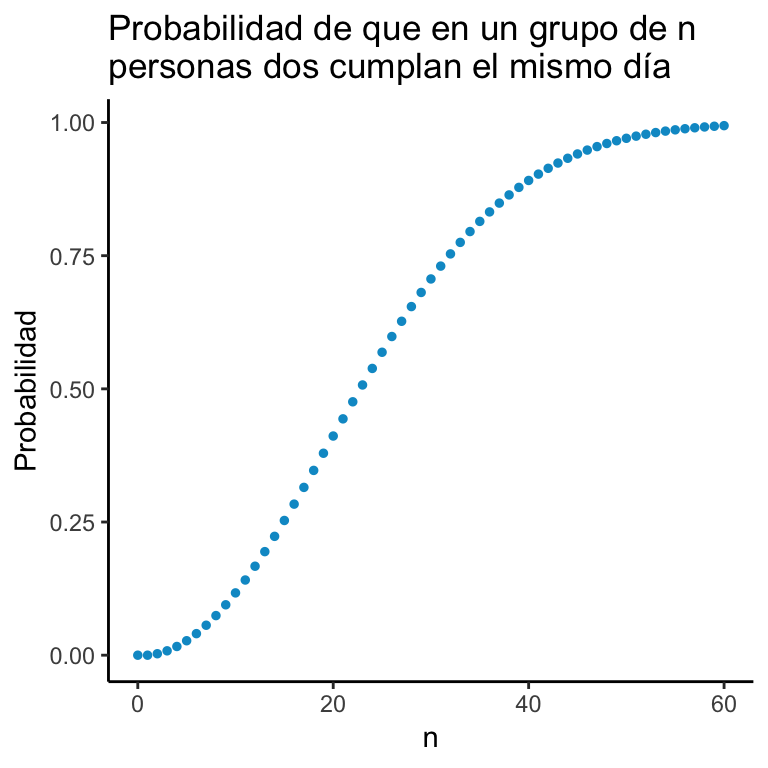 Probabilidad de que en un grupo de n
personas dos cumplan el mismo día
1.00
0.75
0.50
0.25
0.00
Probabilidad
0 20 40 60
n